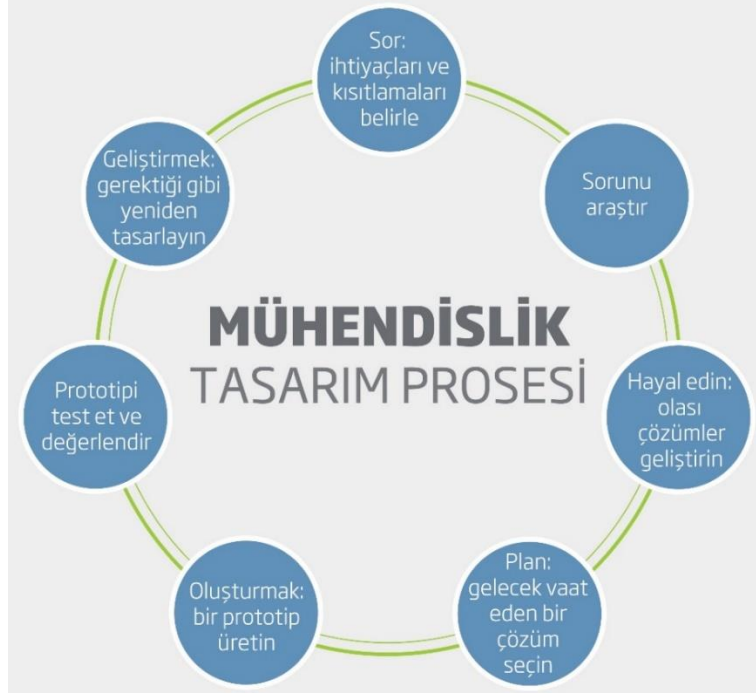 MÜHENDİSLİK
TASARIM PROSESİ
Sor:
ihtiyaçları ve
kısıtlamaları
belirle
Sorunu
araştır
Hayal edin:
olası
çözümler
geliştirin
Plan:
gelecek vaat
eden bir
çözüm
seçin
Oluşturmak:
bir prototip
üretin
Prototipi
test et ve
değerlendir
Geliştirmek:
gerektiği gibi
yeniden
tasarlayın